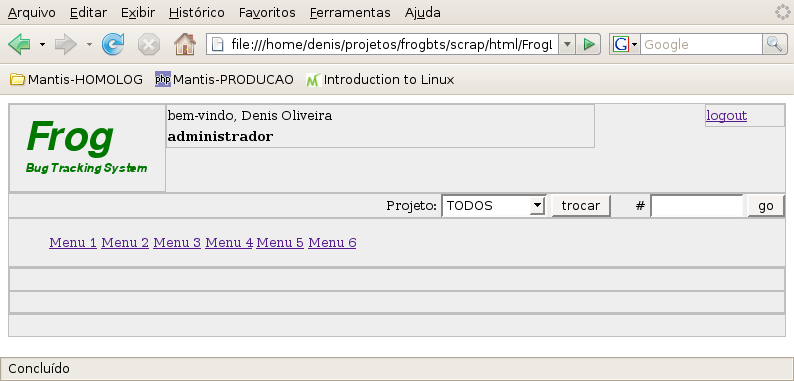 Arquivo Editar Exibir Histórico Favoritos Ferramentas Ajuda
file:///home/denis/projetos/frogbts/scrap/html/FrogI
G Google
Mantis-HOMOLOG php Mantis-PRODUCAO Introduction to Linux
Frog
Bug Tracking System
bem-vindo, Denis Oliveira
administrador
logout
Projeto: TODOS trocar # go
Menu 1 Menu 2 Menu 3 Menu 4 Menu 5 Menu 6
Concluído